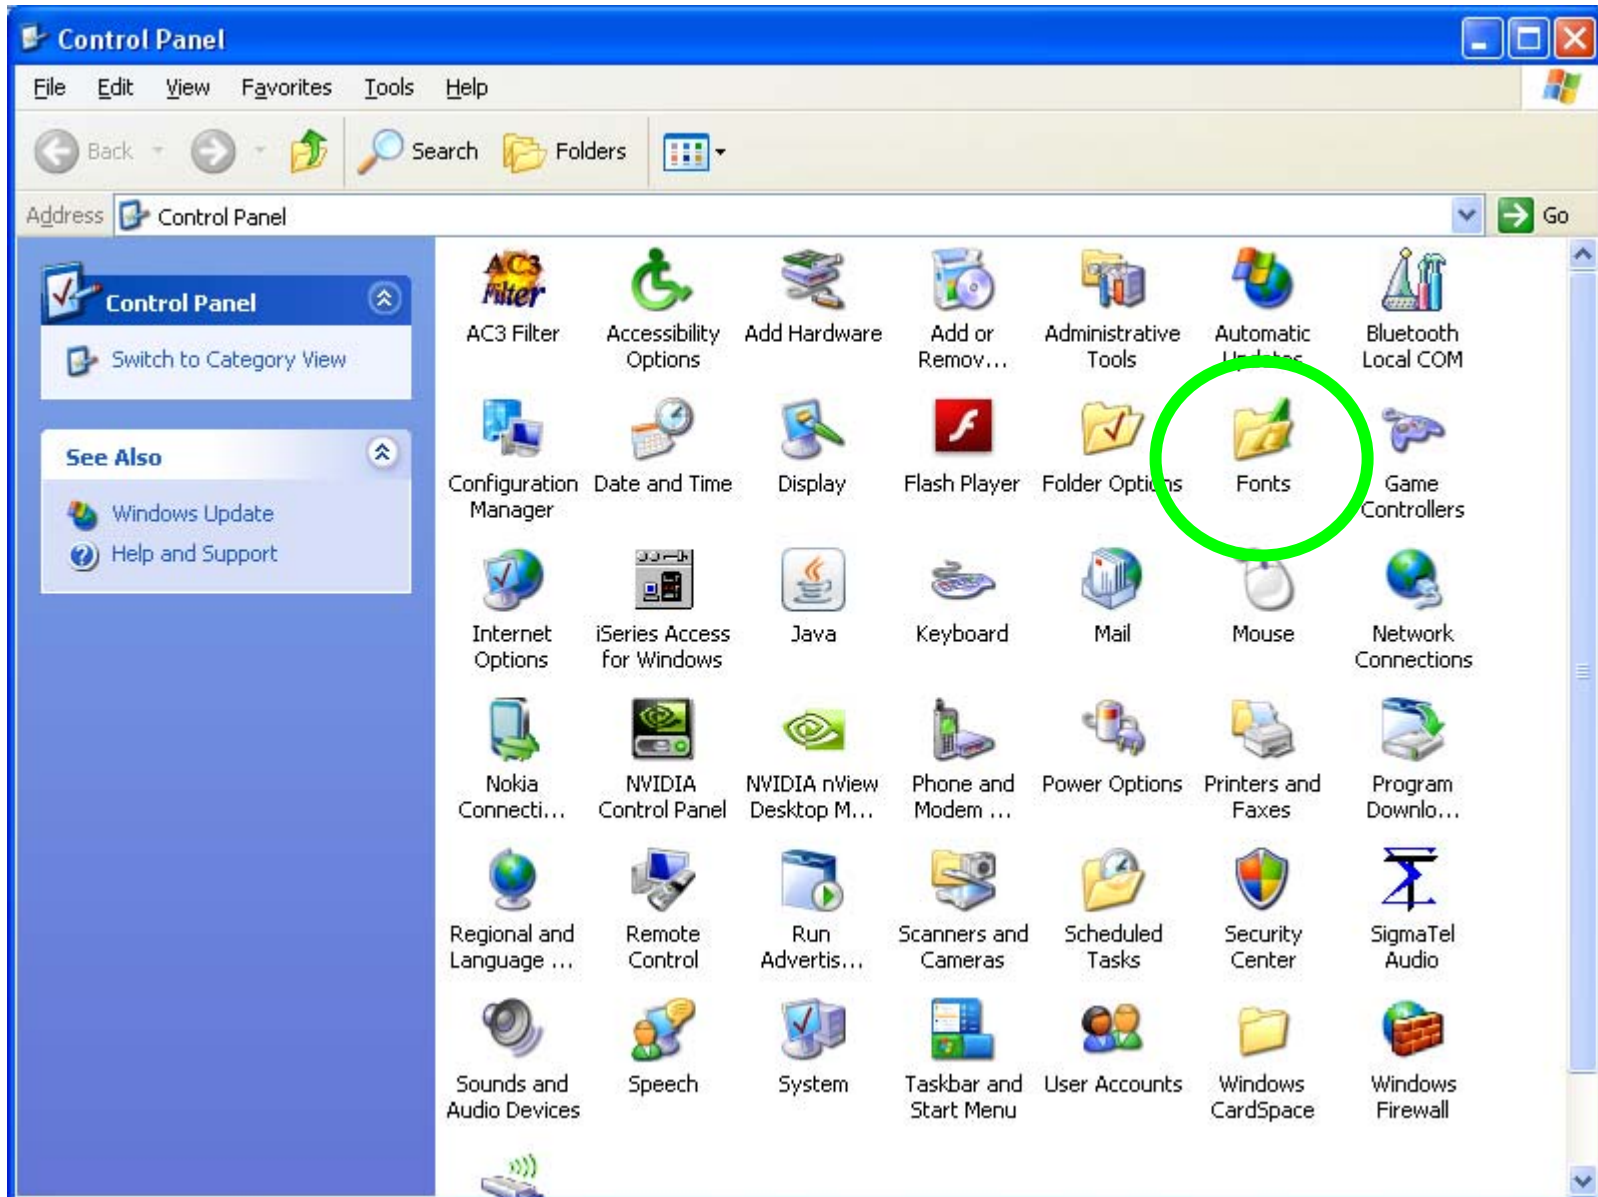 Control Panel
File Edit View Favorites Tools Help
Back Search Folders
Address Control Panel Go
Control Panel
Switch to Category View
See Also
Windows Update
Help and Support
AC3 Filter
AC3 Filter Accessibility Add Hardware Add or Administrative Automatic Bluetooth
Options Remov... Tools Updates Local COM
Configuration Date and Time Display Flash Player Folder Options Fonts Game
Manager Controllers
Internet iSeries Access Java Keyboard Mail Mouse Network
Options for Windows Connections
Nokia NVIDIA NVIDIA nView Phone and Power Options Printers and Program
Connecti... Control Panel Desktop M... Modem ... Faxes Downlo...
Regional and Remote Run Scanners and Scheduled Security SigmaTel
Language ... Control Advertis... Cameras Tasks Center Audio
Sounds and Speech System Taskbar and User Accounts Windows Windows
Audio Devices Start Menu CardSpace Firewall